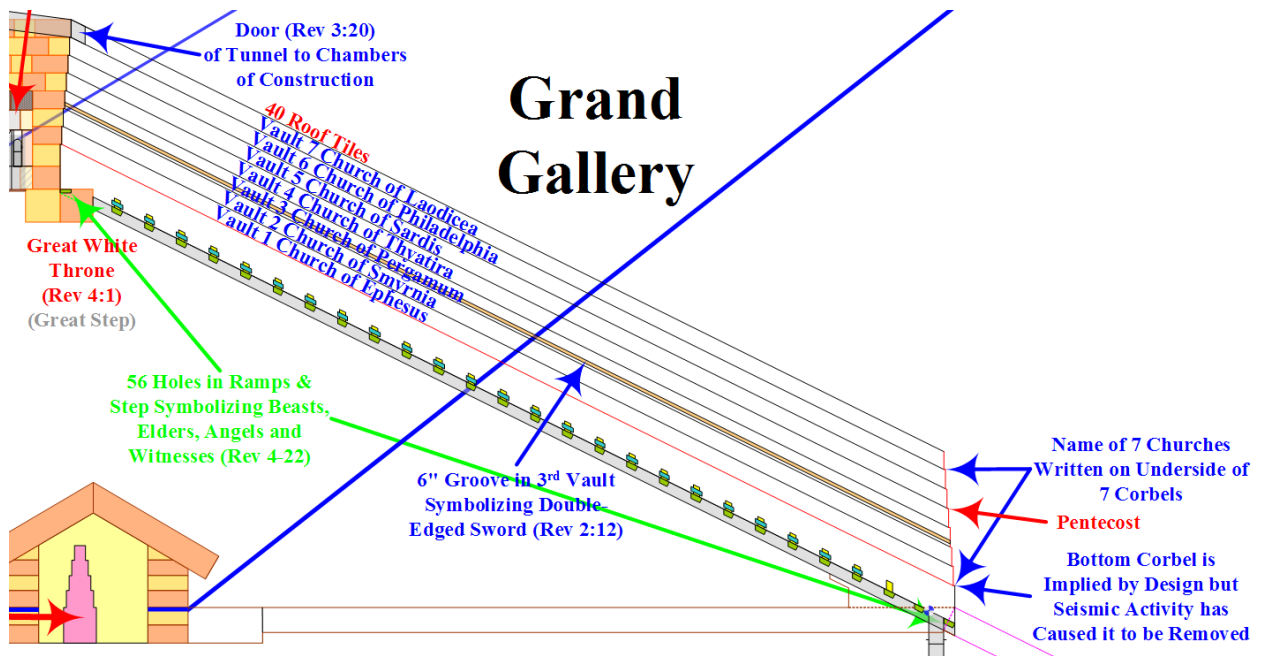 Door (Rev 3:20)
of Tunnel to Chambers
of Construction
Grand
Gallery
40 Roof Tiles
Vault 7 Church of Laodicea
Vault 6 Church of Philadelphia
Vault 5 Church of Sardis
Vault 4 Church of Thyatira
Vault 3 Church of Pergamum
Vault 2 Church of Smyrnia
Vault 1 Church of Ephesus
Great White
Throne
(Rev 4:1)
(Great Step)
56 Holes in Ramps &
Step Symbolizing Beasts,
Elders, Angels and
Witnesses (Rev 4-22)
6" Groove in 3rd Vault
Symbolizing Double-
Edged Sword (Rev 2:12)
Name of 7 Churches
Written on Underside of
7 Corbels
Pentecost
Bottom Corbel is
Implied by Design but
Seismic Activity has
Caused it to be Removed